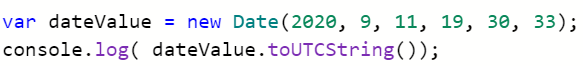 var dateValue = new Date(2020, 9, 11, 19, 30, 33);
console.log( dateValue.toUTCString());